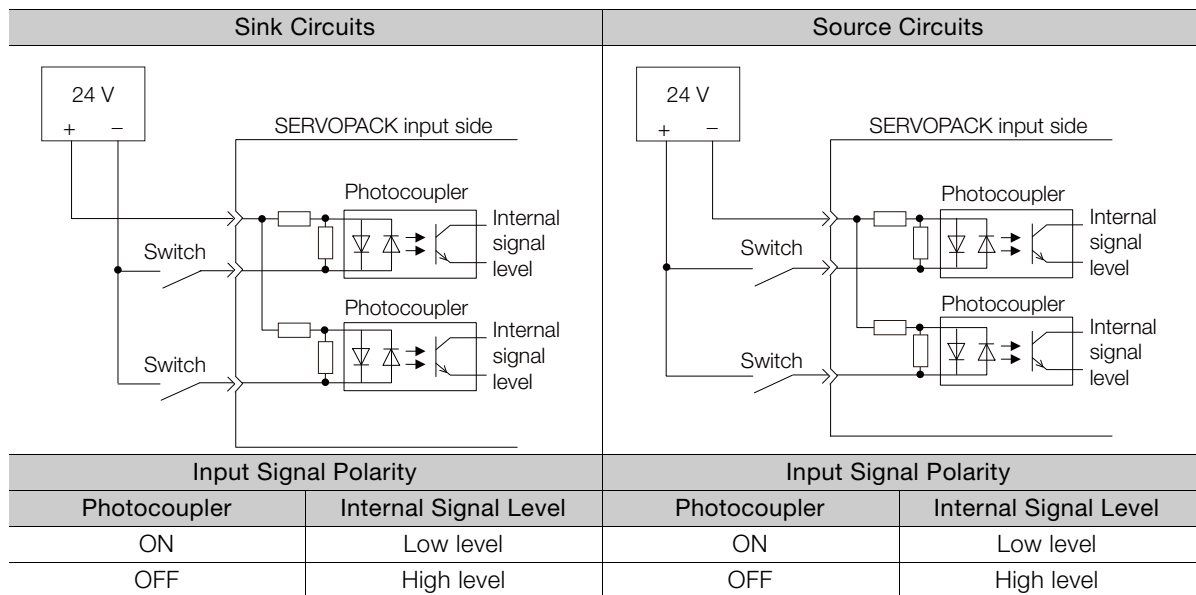 Sink Circuits
Source Circuits
24 V
+ −
SERVOPACK input side
Photocoupler
Internal
signal
level
Switch
Photocoupler
Internal
signal
level
Switch
24 V
+ −
SERVOPACK input side
Photocoupler
Internal
signal
level
Switch
Photocoupler
Internal
signal
level
Switch
Input Signal Polarity
Input Signal Polarity
Photocoupler
Internal Signal Level
Photocoupler
Internal Signal Level
ON
Low level
ON
Low level
OFF
High level
OFF
High level